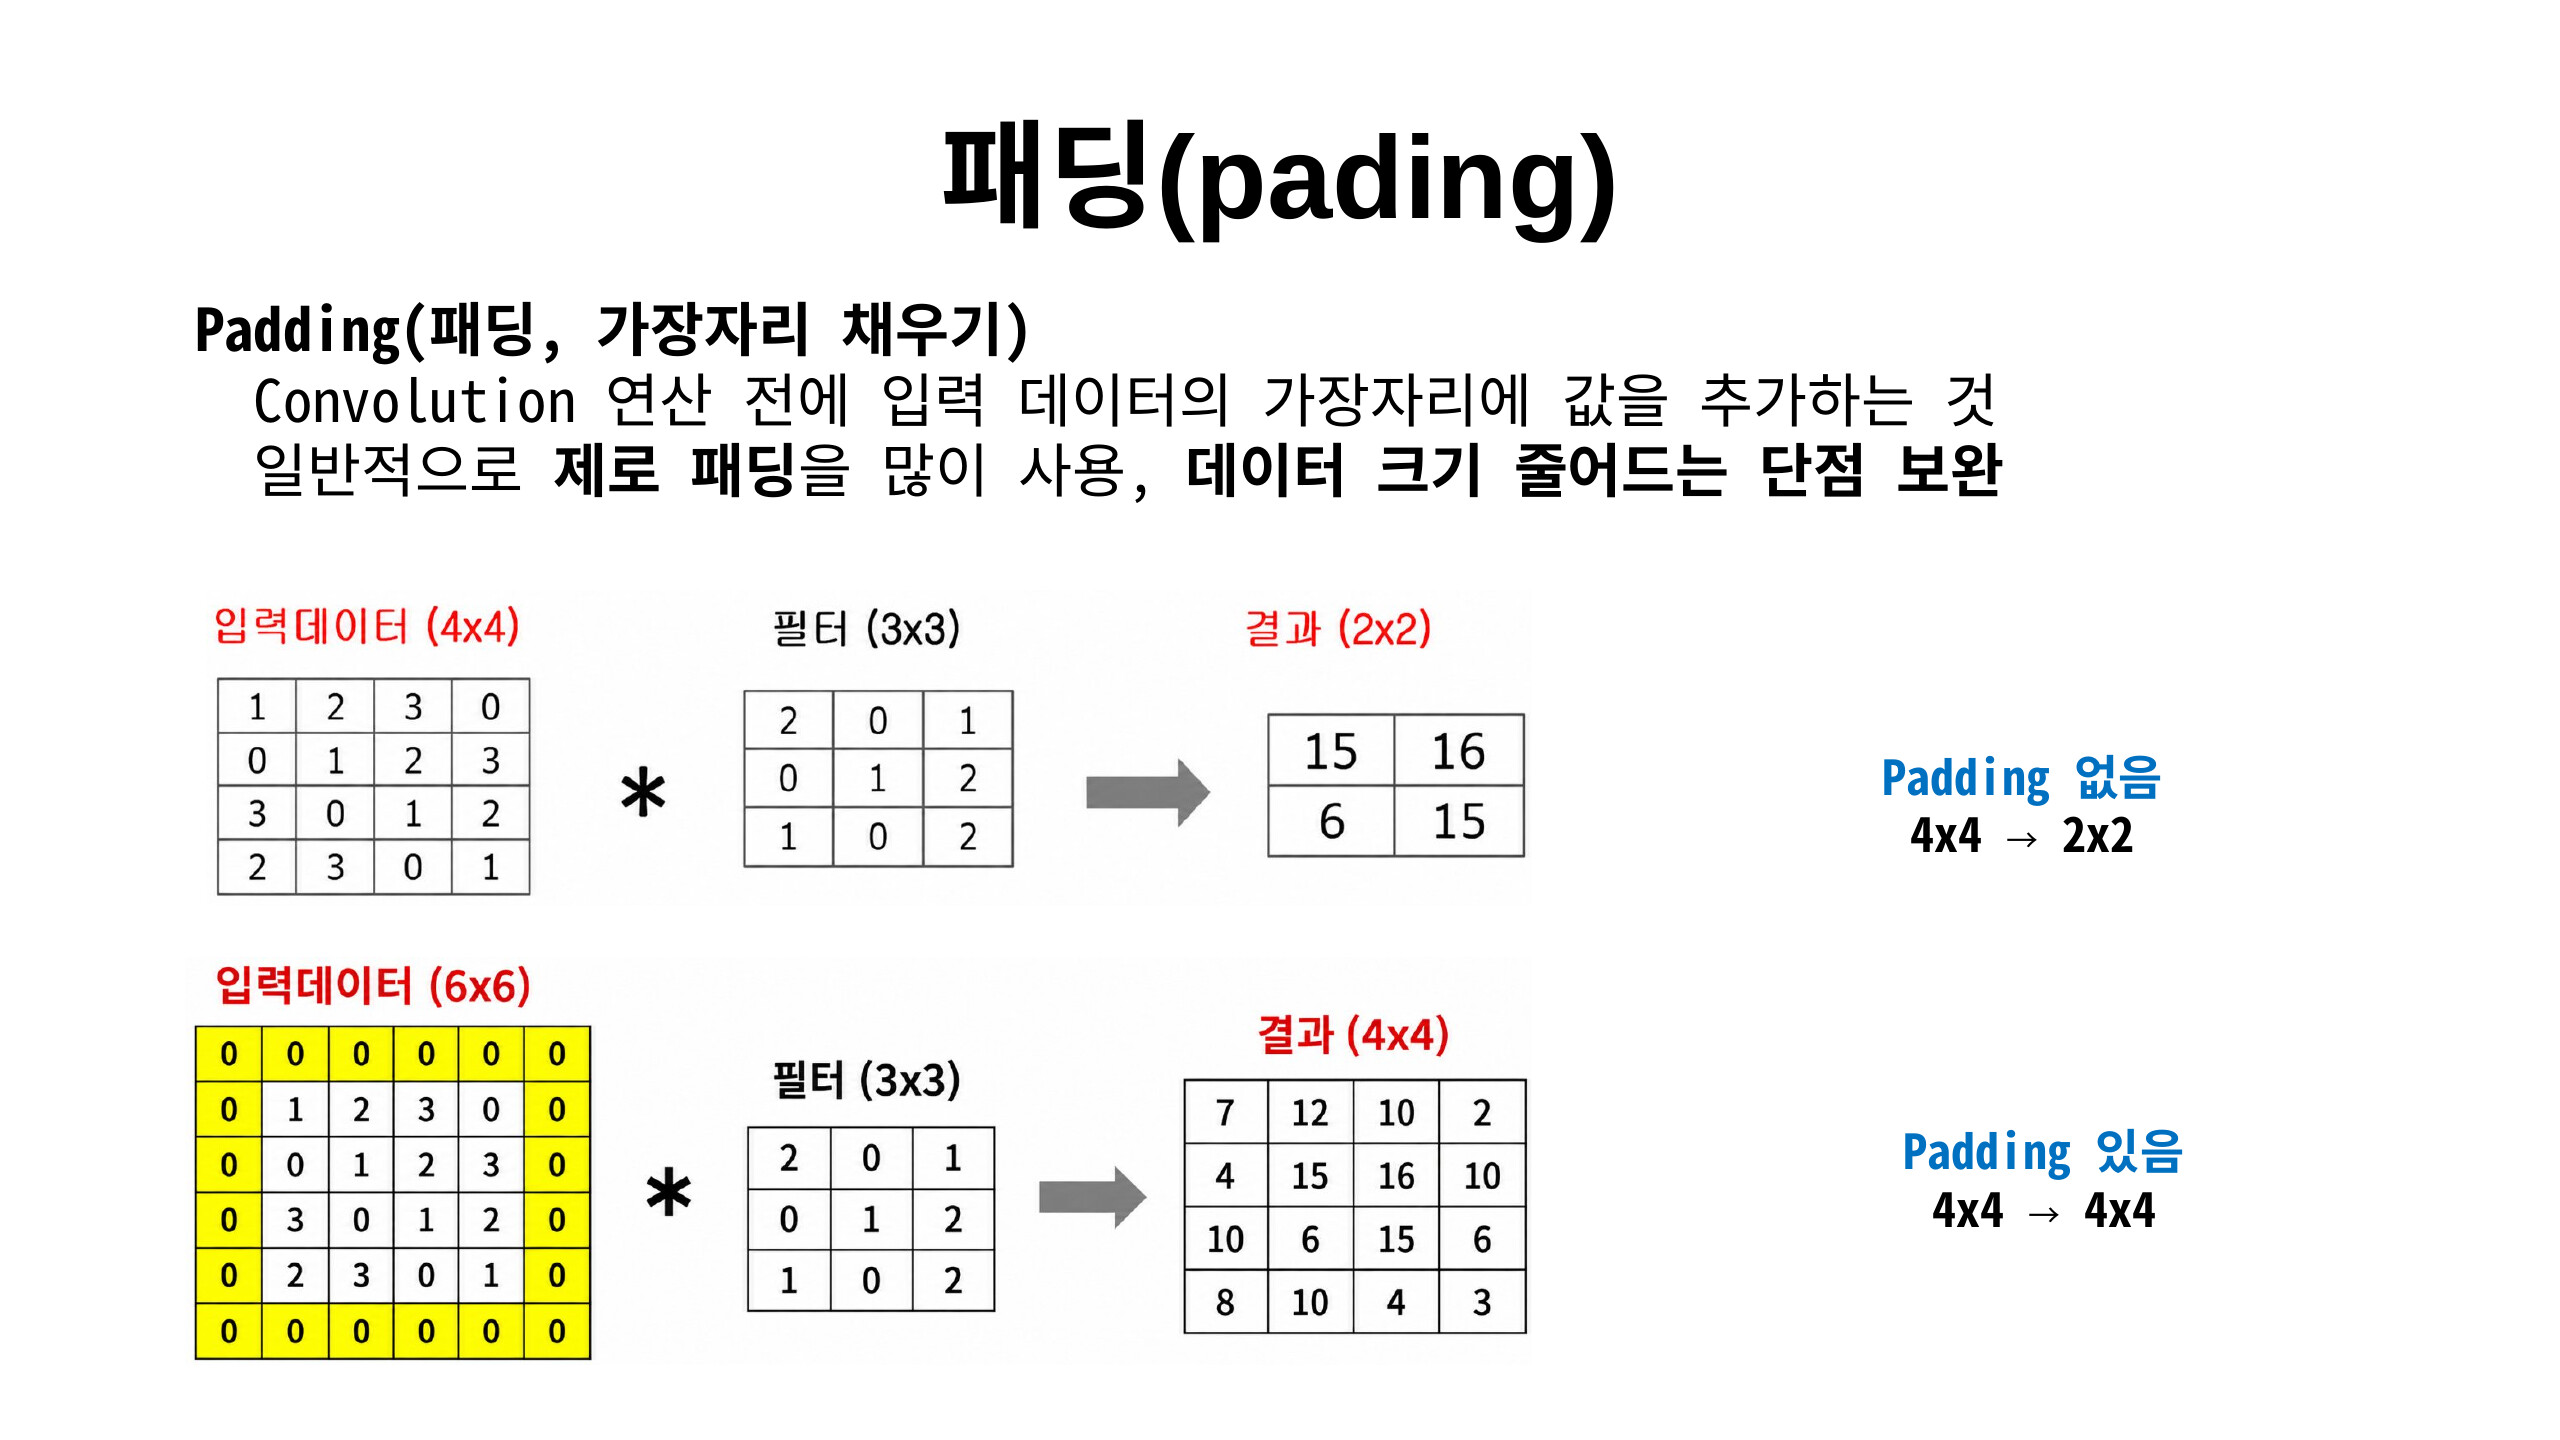 패딩(pading)
Padding(패딩, 가장자리 채우기)
Convolution 연산 전에 입력 데이터의 가장자리에 값을 추가하는 것
일반적으로 제로 패딩을 많이 사용, 데이터 크기 줄어드는 단점 보완
입력데이터 (4x4)
1 2 3 0
0 1 2 3
3 0 1 2
2 3 0 1
*
필터 (3x3)
2 0 1
0 1 2
1 0 2
결과 (2x2)
15 16
6 15
Padding 없음
4x4 → 2x2
입력데이터 (6x6)
0 0 0 0 0 0
0 1 2 3 0 0
0 0 1 2 3 0
0 3 0 1 2 0
0 2 3 0 1 0
0 0 0 0 0 0
*
필터 (3x3)
2 0 1
0 1 2
1 0 2
결과 (4x4)
7 12 10 2
4 15 16 10
10 6 15 6
8 10 4 3
Padding 있음
4x4 → 4x4